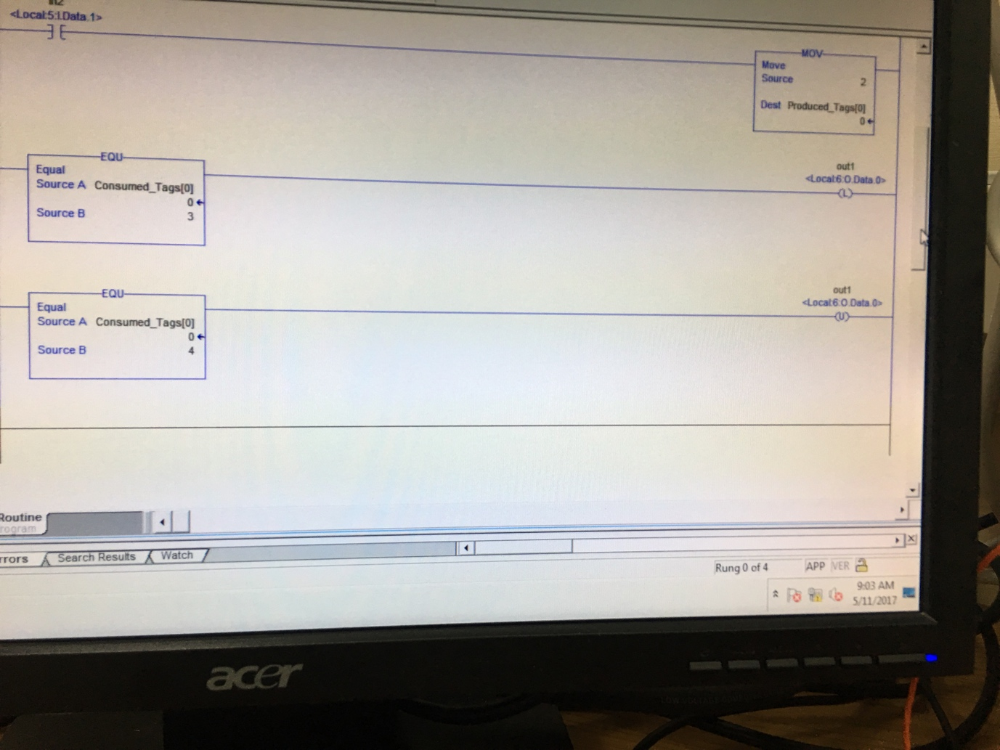 in2
<Local:5:I.Data.1>
MOV
Move
Source 2
Dest Produced_Tags[0]
0
EQU
Equal
Source A Consumed_Tags[0]
0
Source B 3
out1
<Local:6:O.Data.0>
L
EQU
Equal
Source A Consumed_Tags[0]
0
Source B 4
out1
<Local:6:O.Data.0>
U
Routine
rogram
rrors Search Results Watch
Rung 0 of 4 APP VER
9:03 AM
5/11/2017
acer